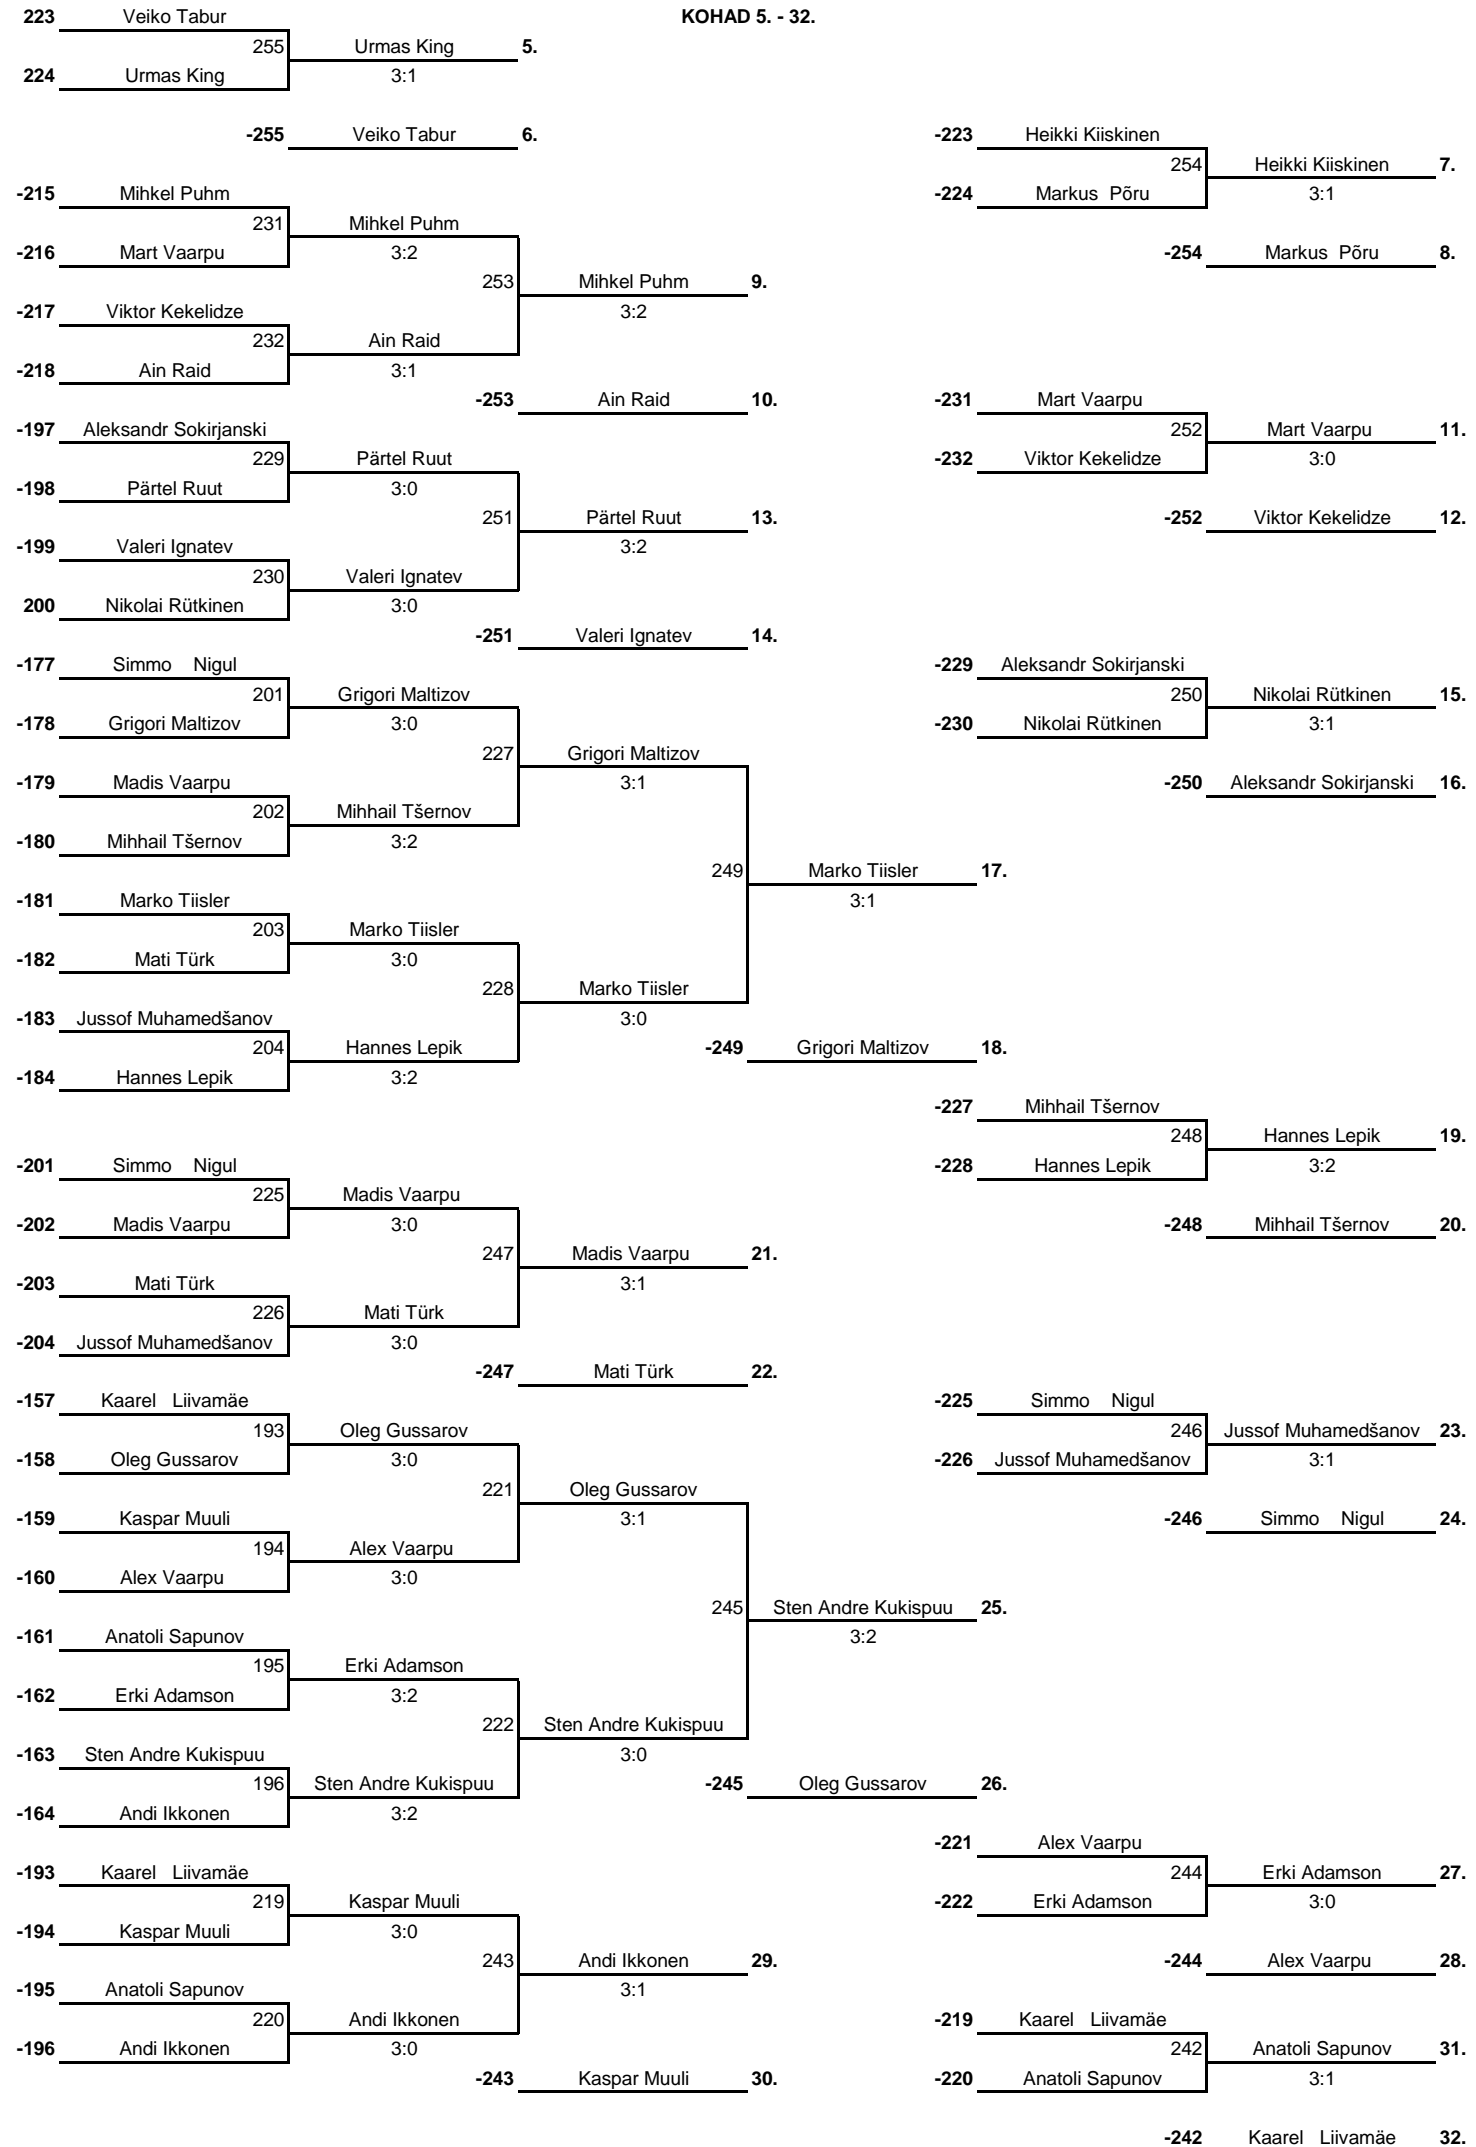 223 Veiko Tabur KOHAD 5. - 32.
255 Urmas King 5.
224 Urmas King 3:1
-255 Veiko Tabur 6. -223 Heikki Kiiskinen
254 Heikki Kiiskinen 7.
-215 Mihkel Puhm -224 Markus Põru 3:1
231 Mihkel Puhm
-216 Mart Vaarpu 3:2 -254 Markus Põru 8.
253 Mihkel Puhm 9.
-217 Viktor Kekelidze 3:2
232 Ain Raid
-218 Ain Raid 3:1
-253 Ain Raid 10. -231 Mart Vaarpu
-197 Aleksandr Sokirjanski 252 Mart Vaarpu 11.
229 Pärtel Ruut -232 Viktor Kekelidze 3:0
-198 Pärtel Ruut 3:0
251 Pärtel Ruut 13. -252 Viktor Kekelidze 12.
-199 Valeri Ignatev 3:2
230 Valeri Ignatev
200 Nikolai Rütkinen 3:0
-251 Valeri Ignatev 14.
-177 Simmo Nigul -229 Aleksandr Sokirjanski
201 Grigori Maltizov 250 Nikolai Rütkinen 15.
-178 Grigori Maltizov 3:0 -230 Nikolai Rütkinen 3:1
227 Grigori Maltizov
-179 Madis Vaarpu 3:1 -250 Aleksandr Sokirjanski 16.
202 Mihhail Tšernov
-180 Mihhail Tšernov 3:2
249 Marko Tiisler 17.
-181 Marko Tiisler 3:1
203 Marko Tiisler
-182 Mati Türk 3:0
228 Marko Tiisler
-183 Jussof Muhamedšanov 3:0
204 Hannes Lepik -249 Grigori Maltizov 18.
-184 Hannes Lepik 3:2
-227 Mihhail Tšernov
248 Hannes Lepik 19.
-201 Simmo Nigul -228 Hannes Lepik 3:2
225 Madis Vaarpu
-202 Madis Vaarpu 3:0 -248 Mihhail Tšernov 20.
247 Madis Vaarpu 21.
-203 Mati Türk 3:1
226 Mati Türk
-204 Jussof Muhamedšanov 3:0
-247 Mati Türk 22.
-157 Kaarel Liivamäe -225 Simmo Nigul
193 Oleg Gussarov 246 Jussof Muhamedšanov 23.
-158 Oleg Gussarov 3:0 -226 Jussof Muhamedšanov 3:1
221 Oleg Gussarov
-159 Kaspar Muuli 3:1 -246 Simmo Nigul 24.
194 Alex Vaarpu
-160 Alex Vaarpu 3:0
245 Sten Andre Kukispuu 25.
-161 Anatoli Sapunov 3:2
195 Erki Adamson
-162 Erki Adamson 3:2
222 Sten Andre Kukispuu
-163 Sten Andre Kukispuu 3:0
196 Sten Andre Kukispuu -245 Oleg Gussarov 26.
-164 Andi Ikkonen 3:2
-221 Alex Vaarpu
-193 Kaarel Liivamäe 244 Erki Adamson 27.
219 Kaspar Muuli -222 Erki Adamson 3:0
-194 Kaspar Muuli 3:0
243 Andi Ikkonen 29. -244 Alex Vaarpu 28.
-195 Anatoli Sapunov 3:1
220 Andi Ikkonen -219 Kaarel Liivamäe
-196 Andi Ikkonen 3:0 242 Anatoli Sapunov 31.
-243 Kaspar Muuli 30. -220 Anatoli Sapunov 3:1
-242 Kaarel Liivamäe 32.